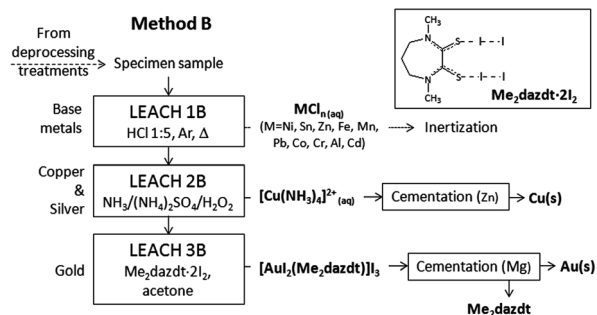 Method B
From
deprocessing
treatments
Specimen sample
CH₃
N
S--I--I
S--I--I
N
CH₃
Me₂dazdt·2I₂
Base
metals
LEACH 1B
HCl 1:5, Ar, Δ
MClₙ(aq)
(M=Ni, Sn, Zn, Fe, Mn,
Pb, Co, Cr, Al, Cd)
Inertization
Copper
&
Silver
LEACH 2B
NH₃/(NH₄)₂SO₄/H₂O₂
[Cu(NH₃)₄]²⁺(aq)
Cementation (Zn)
Cu(s)
Gold
LEACH 3B
Me₂dazdt·2I₂,
acetone
[AuI₂(Me₂dazdt)]I₃
Cementation (Mg)
Au(s)
Me₂dazdt